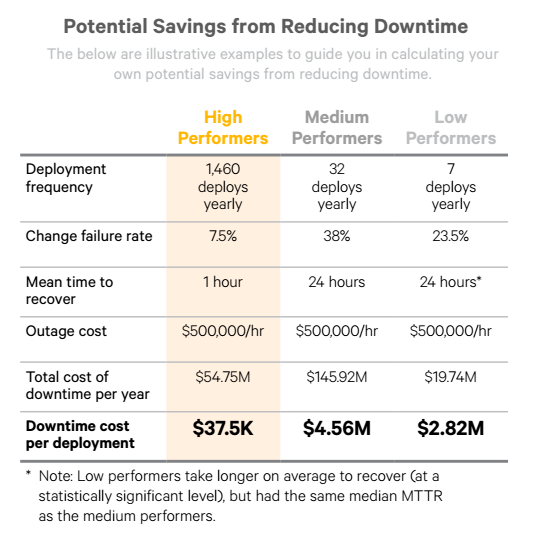 Potential Savings from Reducing Downtime
The below are illustrative examples to guide you in calculating your
own potential savings from reducing downtime.
High Performers Medium Performers Low Performers
Deployment frequency 1,460 deploys yearly 32 deploys yearly 7 deploys yearly
Change failure rate 7.5% 38% 23.5%
Mean time to recover 1 hour 24 hours 24 hours*
Outage cost $500,000/hr $500,000/hr $500,000/hr
Total cost of downtime per year $54.75M $145.92M $19.74M
Downtime cost per deployment $37.5K $4.56M $2.82M
* Note: Low performers take longer on average to recover (at a
statistically significant level), but had the same median MTTR
as the medium performers.